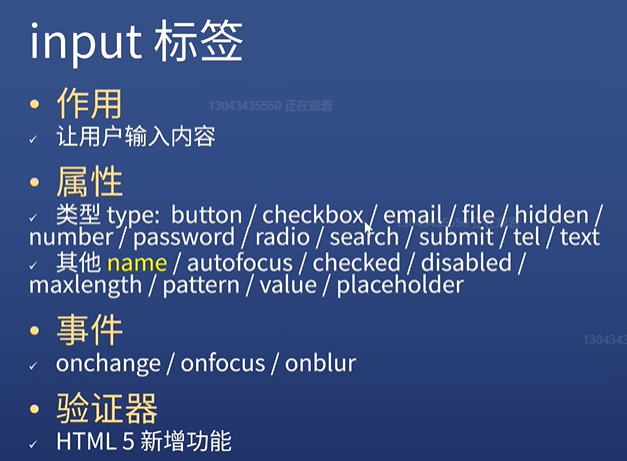 input 标签
• 作用
13043435550 正在观看
✓ 让用户输入内容
• 属性
✓ 类型 type: button / checkbox / email / file / hidden /
number / password / radio / search / submit / tel / text
✓ 其他 name / autofocus / checked / disabled /
maxlength / pattern / value / placeholder
• 事件
130434
✓ onchange / onfocus / onblur
• 验证器
✓ HTML 5 新增功能